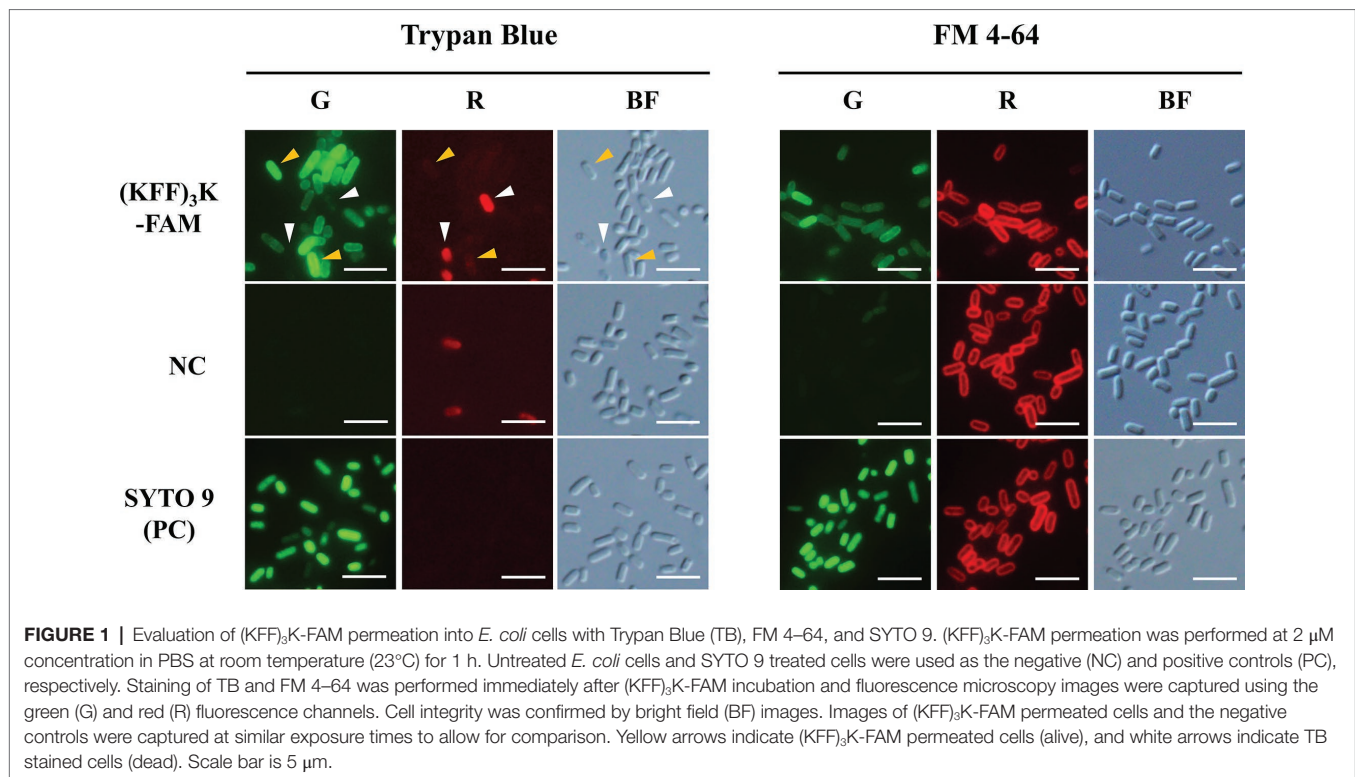 Trypan Blue FM 4-64
G R BF G R BF
(KFF)₃K
-FAM
NC
SYTO 9
(PC)
FIGURE 1 | Evaluation of (KFF)₃K-FAM permeation into E. coli cells with Trypan Blue (TB), FM 4–64, and SYTO 9. (KFF)₃K-FAM permeation was performed at 2 μM
concentration in PBS at room temperature (23°C) for 1 h. Untreated E. coli cells and SYTO 9 treated cells were used as the negative (NC) and positive controls (PC),
respectively. Staining of TB and FM 4–64 was performed immediately after (KFF)₃K-FAM incubation and fluorescence microscopy images were captured using the
green (G) and red (R) fluorescence channels. Cell integrity was confirmed by bright field (BF) images. Images of (KFF)₃K-FAM permeated cells and the negative
controls were captured at similar exposure times to allow for comparison. Yellow arrows indicate (KFF)₃K-FAM permeated cells (alive), and white arrows indicate TB
stained cells (dead). Scale bar is 5 μm.